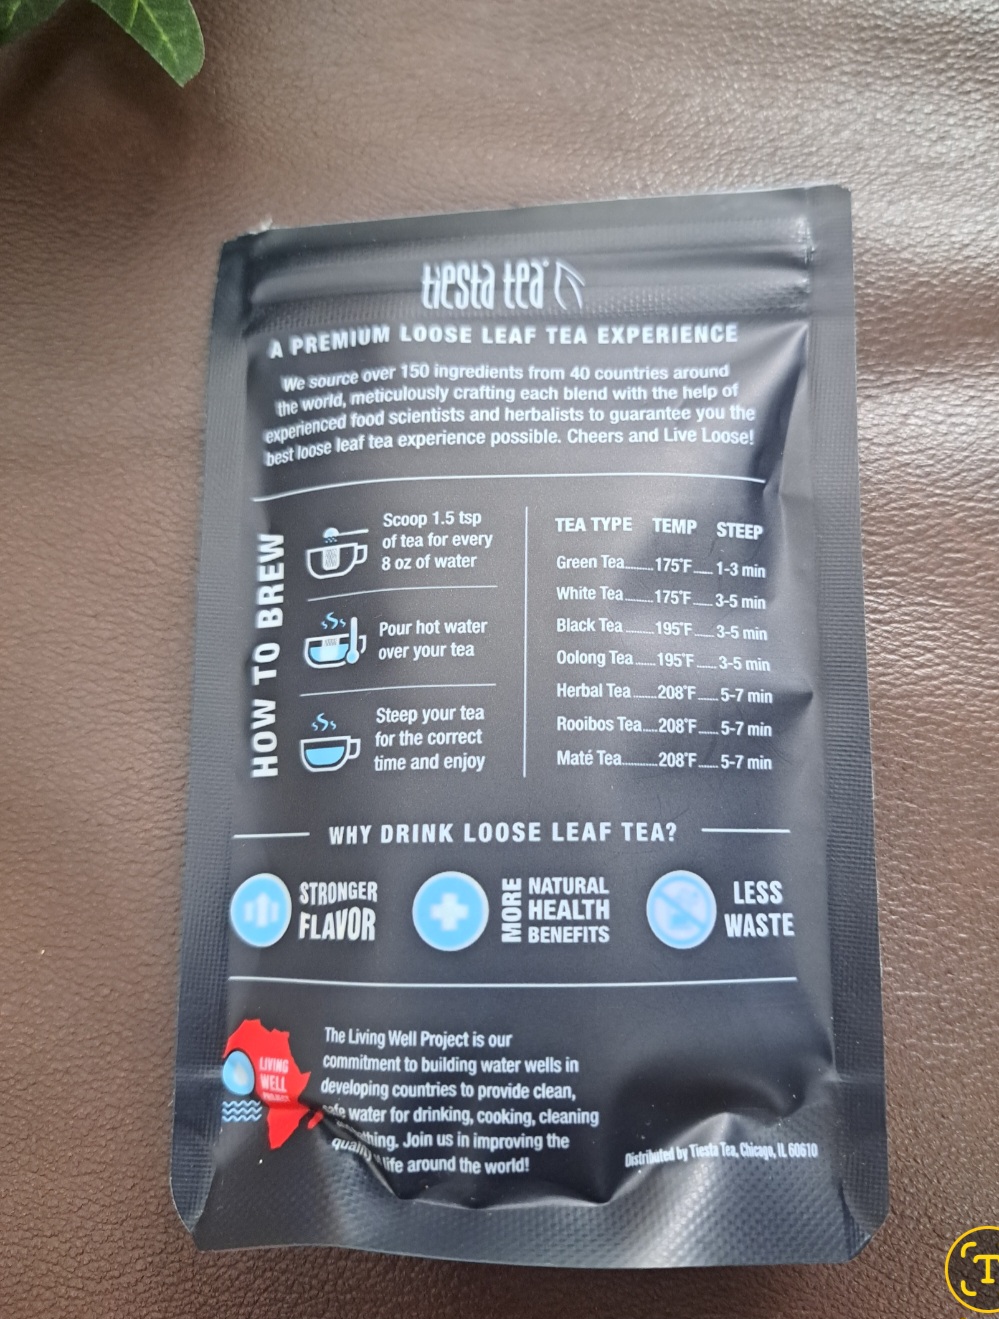 tiesta tea
A PREMIUM LOOSE LEAF TEA EXPERIENCE
We source over 150 ingredients from 40 countries around
the world, meticulously crafting each blend with the help of
experienced food scientists and herbalists to guarantee you the
best loose leaf tea experience possible. Cheers and Live Loose!
HOW TO BREW
Scoop 1.5 tsp
of tea for every
8 oz of water
Pour hot water
over your tea
Steep your tea
for the correct
time and enjoy
TEA TYPE TEMP STEEP
Green Tea........175°F.....1-3 min
White Tea........175°F.....3-5 min
Black Tea........195°F.....3-5 min
Oolong Tea......195°F.....3-5 min
Herbal Tea.......208°F.....5-7 min
Rooibos Tea....208°F.....5-7 min
Maté Tea..........208°F.....5-7 min
WHY DRINK LOOSE LEAF TEA?
STRONGER
FLAVOR
MORE
NATURAL
HEALTH
BENEFITS
LESS
WASTE
LIVING
WELL
PROJECT
The Living Well Project is our
commitment to building water wells in
developing countries to provide clean,
safe water for drinking, cooking, cleaning
Join us in improving the
life around the world!
Distributed by Tiesta Tea, Chicago, IL 60610
T